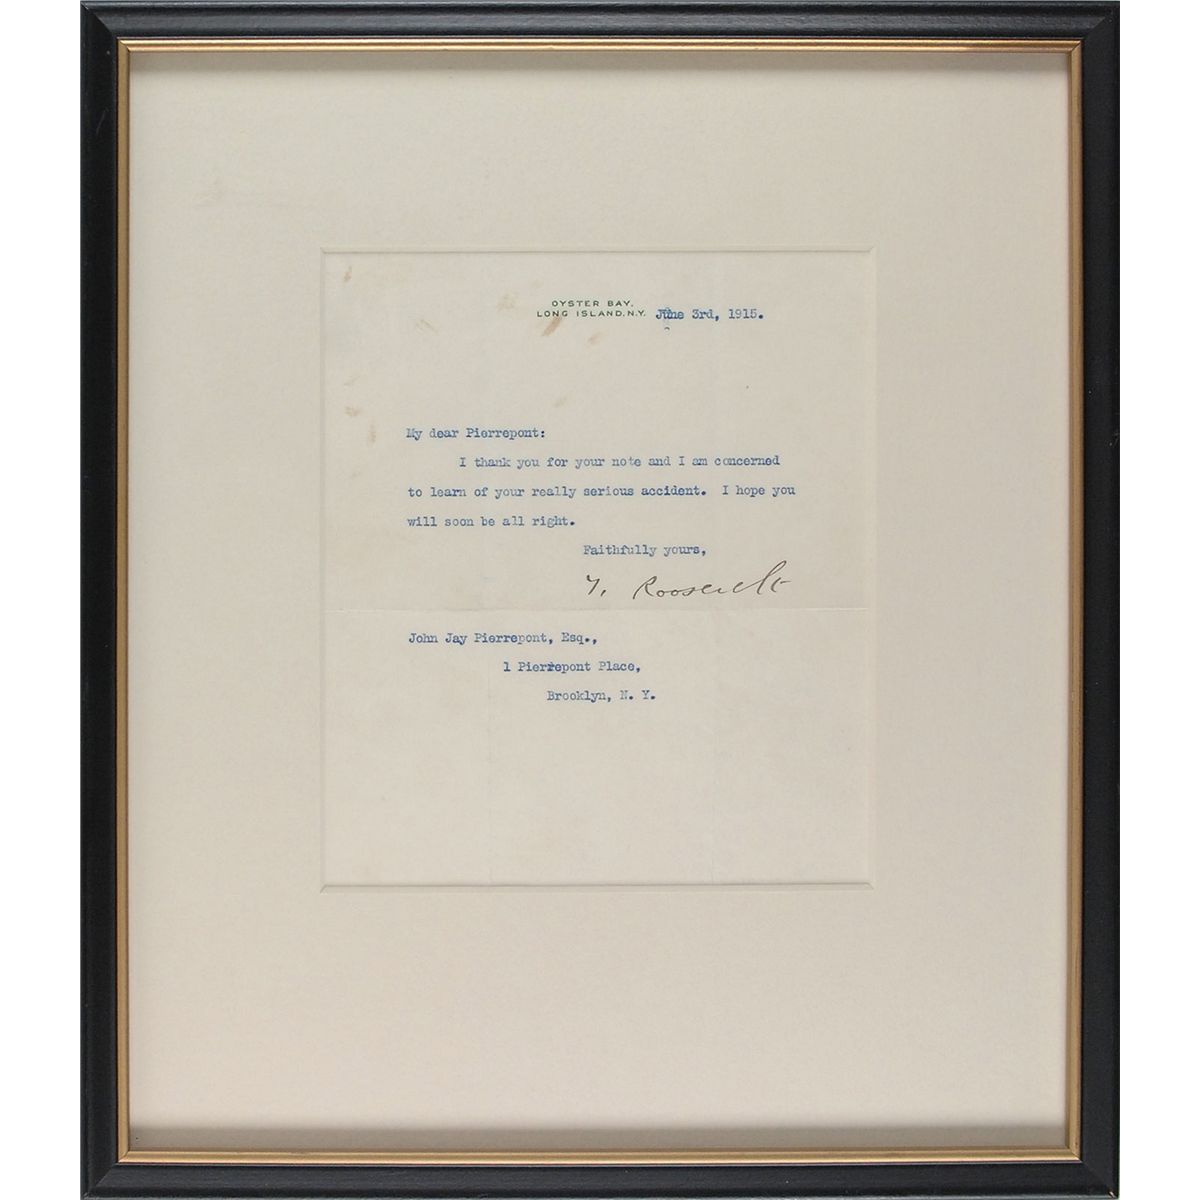 OYSTER BAY,
LONG ISLAND, N.Y. June 3rd, 1915.
My dear Pierrepont:
I thank you for your note and I am concerned
to learn of your really serious accident. I hope you
will soon be all right.
Faithfully yours,
T. Roosevelt
John Jay Pierrepont, Esq.,
1 Pierrepont Place,
Brooklyn, N. Y.